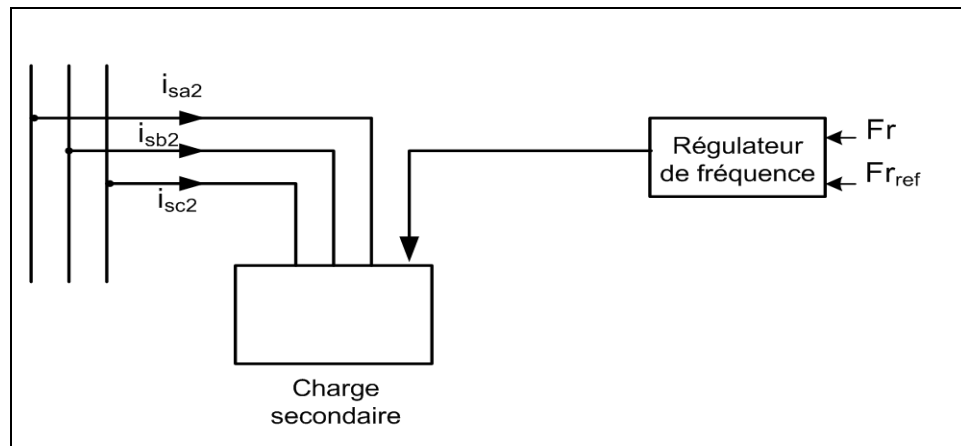 isa2
isb2
isc2
Régulateur
de fréquence
Fr
Frref
Charge
secondaire